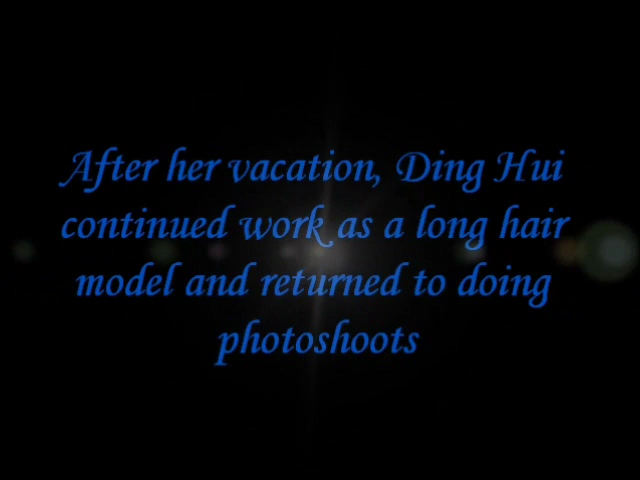 After her vacation, Ding Hui
continued work as a long hair
model and returned to doing
photoshoots